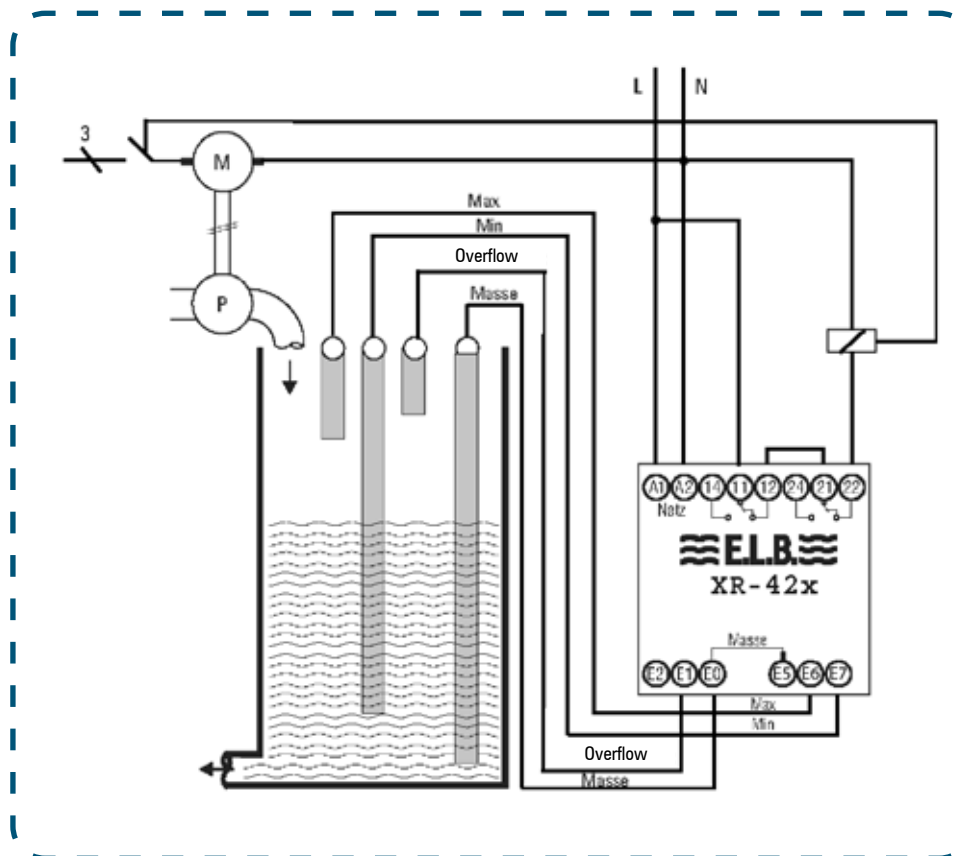 L N
3
M
Max
Min
Overflow
Masse
P
A1 A2 14 11 12 24 21 22
Netz
E.L.B.
XR-42x
Masse
E2 E1 E0 E5 E6 E7
Max
Min
Overflow
Masse